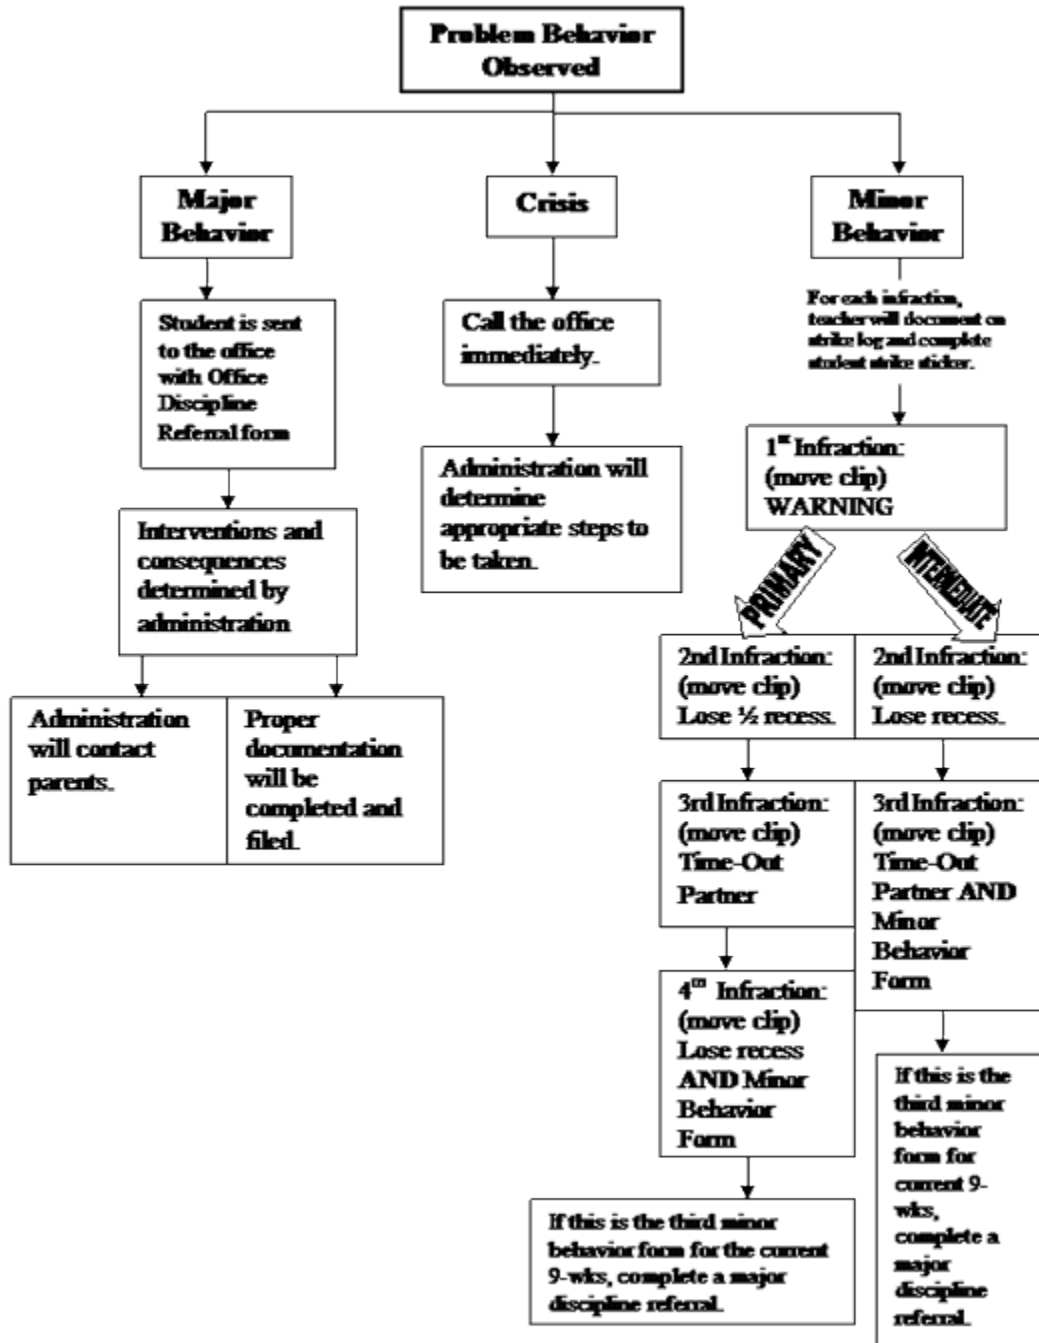 Problem Behavior
Observed
Major
Behavior
Student is sent
to the office
with Office
Discipline
Referral form
Interventions and
consequences
determined by
administration
Administration
will contact
parents.
Proper
documentation
will be
completed and
filed.
Crisis
Call the office
immediately.
Administration will
determine
appropriate steps to
be taken.
Minor
Behavior
For each infraction,
teacher will document on
strike log and complete
student strike sticker.
1st Infraction:
(move clip)
WARNING
PRIMARY
2nd Infraction:
(move clip)
Lose ½ recess.
3rd Infraction:
(move clip)
Time-Out
Partner
4th Infraction:
(move clip)
Lose recess
AND Minor
Behavior
Form
If this is the third minor
behavior form for the current
9-wks, complete a major
discipline referral.
INTERMEDIATE
2nd Infraction:
(move clip)
Lose recess.
3rd Infraction:
(move clip)
Time-Out
Partner AND
Minor
Behavior
Form
If this is the
third minor
behavior
form for
current 9-
wks,
complete a
major
discipline
referral.